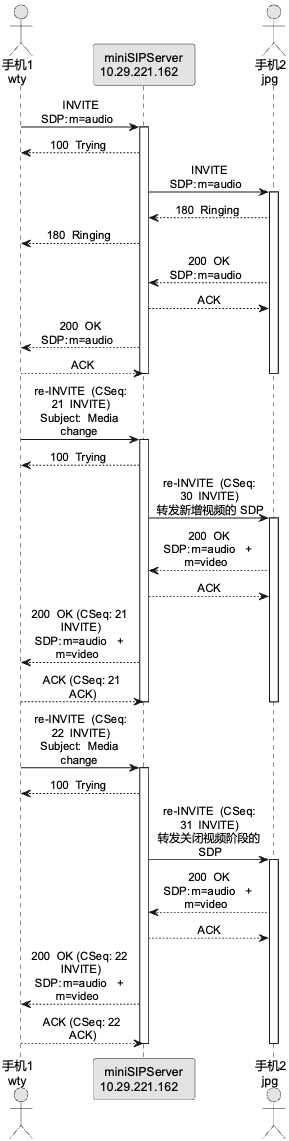 手机1
wty
miniSIPServer
10.29.221.162
手机2
jpg
INVITE
SDP:m=audio
100 Trying
INVITE
SDP:m=audio
180 Ringing
180 Ringing
200 OK
SDP:m=audio
ACK
200 OK
SDP:m=audio
ACK
re-INVITE (CSeq:
21 INVITE)
Subject: Media
change
100 Trying
re-INVITE (CSeq:
30 INVITE)
转发新增视频的 SDP
200 OK
SDP:m=audio +
m=video
ACK
200 OK (CSeq: 21
INVITE)
SDP:m=audio +
m=video
ACK (CSeq: 21
ACK)
re-INVITE (CSeq:
22 INVITE)
Subject: Media
change
100 Trying
re-INVITE (CSeq:
31 INVITE)
转发关闭视频阶段的
SDP
200 OK
SDP:m=audio +
m=video
ACK
200 OK (CSeq: 22
INVITE)
SDP:m=audio +
m=video
ACK (CSeq: 22
ACK)
手机1
wty
miniSIPServer
10.29.221.162
手机2
jpg